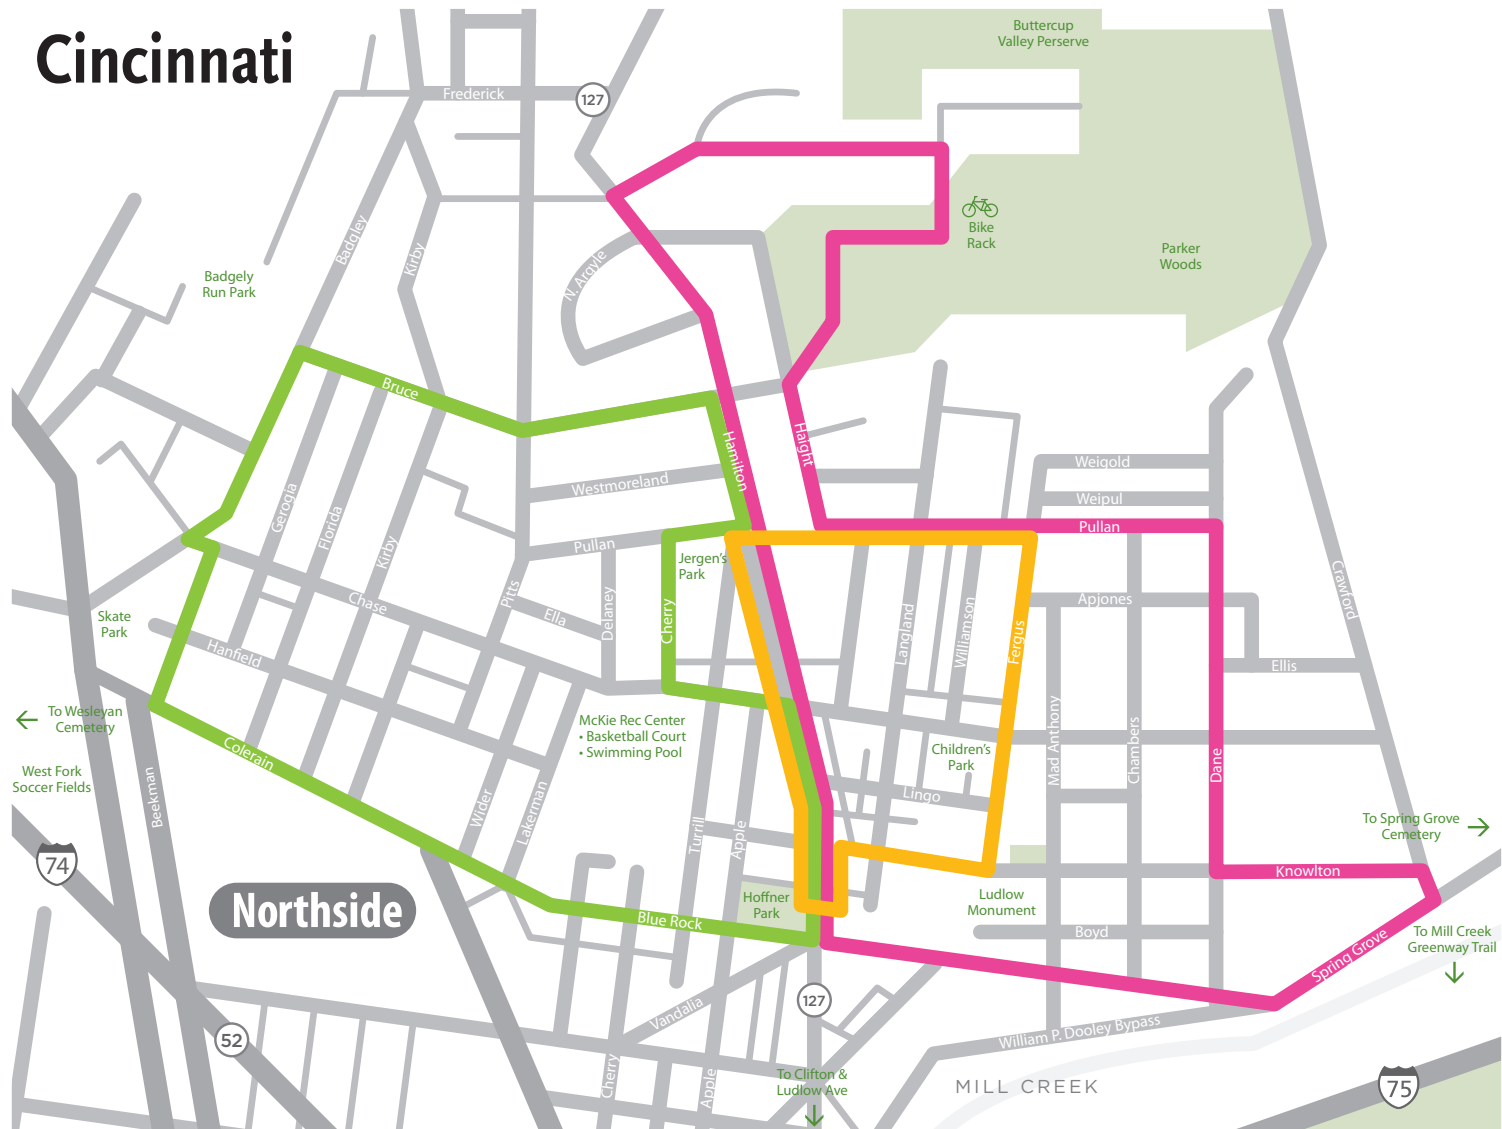 Cincinnati
Buttercup
Valley Perserve
Frederick
127
Badgley
Kirby
N. Argyle
Bike
Rack
Parker
Woods
Badgely
Run Park
Bruce
Hamilton
Haight
Weigold
Weipul
Westmoreland
Gerogia
Florida
Kirby
Pullan
Pullan
Jergen's
Park
Chase
Pitts
Ella
Delaney
Cherry
Langland
Williamson
Fergus
Apjones
Crawford
Skate
Park
Hanfield
Ellis
To Wesleyan
Cemetery
McKie Rec Center
• Basketball Court
• Swimming Pool
Colerain
Children's
Park
Mad Anthony
Chambers
Dane
West Fork
Soccer Fields
Beekman
Wider
Lakerman
Turrill
Apple
Lingo
To Spring Grove
Cemetery
74
Knowlton
Northside
Hoffner
Park
Ludlow
Monument
Blue Rock
Boyd
To Mill Creek
Greenway Trail
Spring Grove
127
Vandalia
52
William P. Dooley Bypass
Cherry
Apple
To Clifton &
Ludlow Ave
MILL CREEK
75